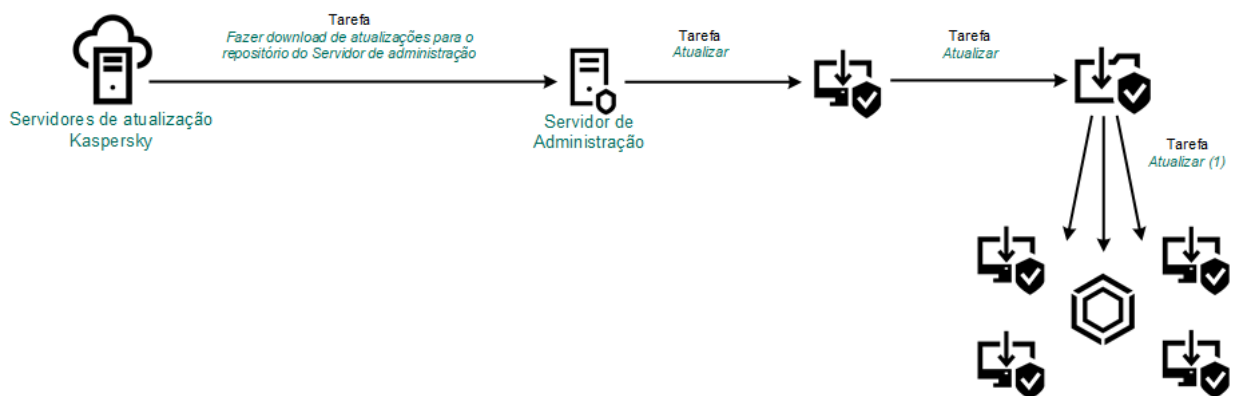 Tarefa
Fazer download de atualizações para o
repositório do Servidor de administração
Tarefa
Atualizar
Tarefa
Atualizar
Servidores de atualização
Kaspersky
Servidor de
Administração
Tarefa
Atualizar (1)